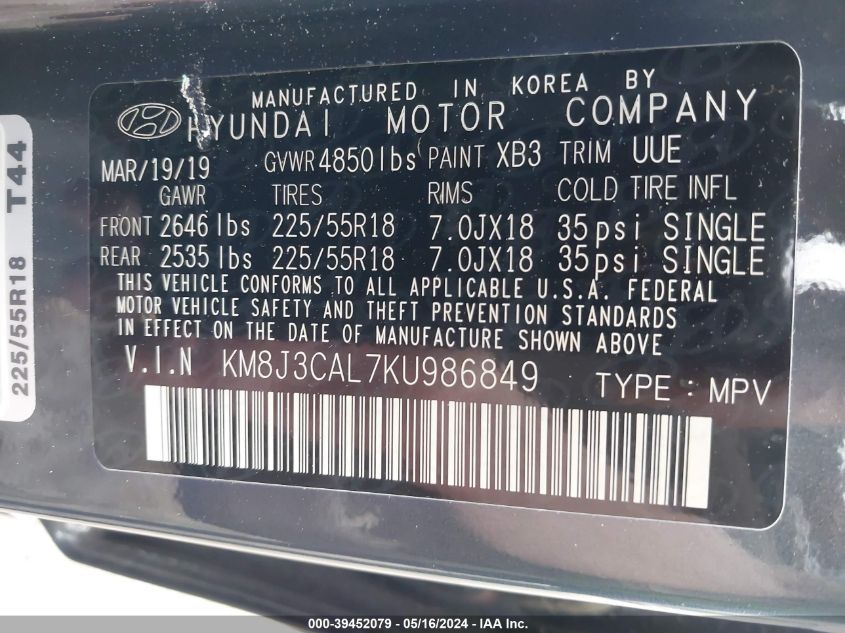 MANUFACTURED IN KOREA BY
HYUNDAI MOTOR COMPANY
MAR/19/19 GVWR 4850 lbs PAINT XB3 TRIM UUE
GAWR TIRES RIMS COLD TIRE INFL
FRONT 2646 lbs 225/55R18 7.0JX18 35psi SINGLE
REAR 2535 lbs 225/55R18 7.0JX18 35psi SINGLE
THIS VEHICLE CONFORMS TO ALL APPLICABLE U.S.A. FEDERAL
MOTOR VEHICLE SAFETY AND THEFT PREVENTION STANDARDS
IN EFFECT ON THE DATE OF MANUFACTURE SHOWN ABOVE.
V.I.N KM8J3CAL7KU986849 TYPE : MPV
225/55R18 T44
000-39452079 - 05/16/2024 - IAA Inc.